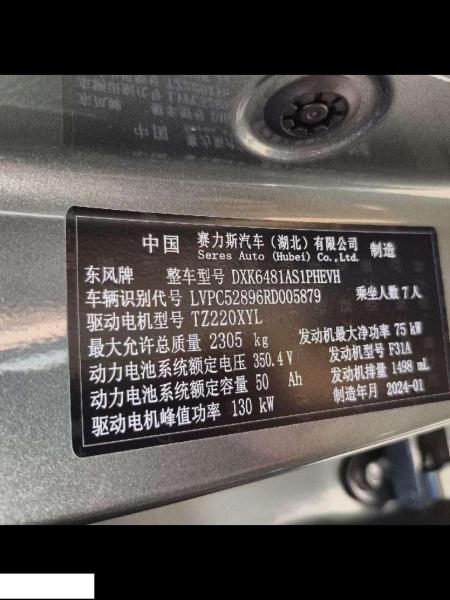 中国 赛力斯汽车（湖北）有限公司 制造
Seres Auto (Hubei) Co., Ltd.
东风牌 整车型号 DXK6481AS1PHEVH
车辆识别代号 LVPC52896RD005879 乘坐人数 7人
驱动电机型号 TZ220XYL
最大允许总质量 2305 kg 发动机最大净功率 75 kW
动力电池系统额定电压 350.4 V 发动机型号 F31A
动力电池系统额定容量 50 Ah 发动机排量 1498 mL
驱动电机峰值功率 130 kW 制造年月 2024-01